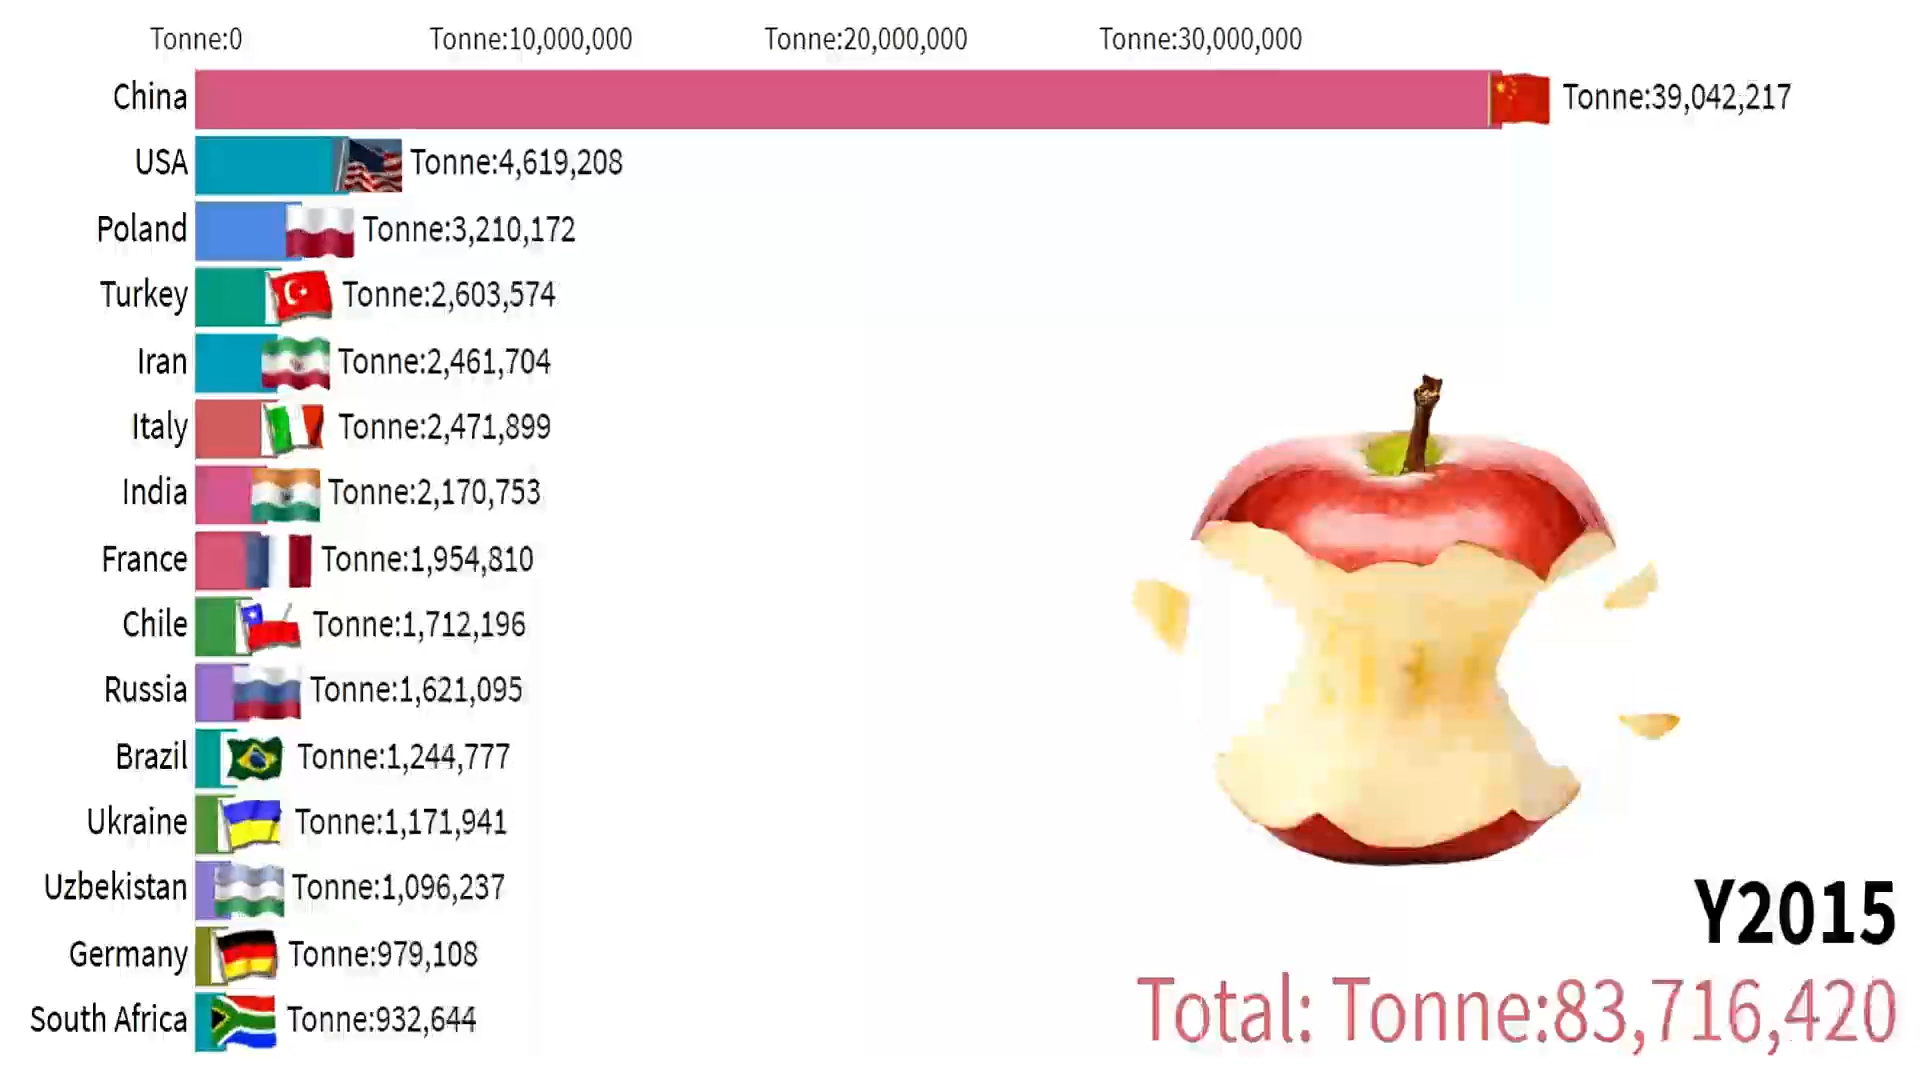 Tonne:0 Tonne:10,000,000 Tonne:20,000,000 Tonne:30,000,000
China Tonne:39,042,217
USA Tonne:4,619,208
Poland Tonne:3,210,172
Turkey Tonne:2,603,574
Iran Tonne:2,461,704
Italy Tonne:2,471,899
India Tonne:2,170,753
France Tonne:1,954,810
Chile Tonne:1,712,196
Russia Tonne:1,621,095
Brazil Tonne:1,244,777
Ukraine Tonne:1,171,941
Uzbekistan Tonne:1,096,237
Germany Tonne:979,108
South Africa Tonne:932,644
Y2015
Total: Tonne:83,716,420